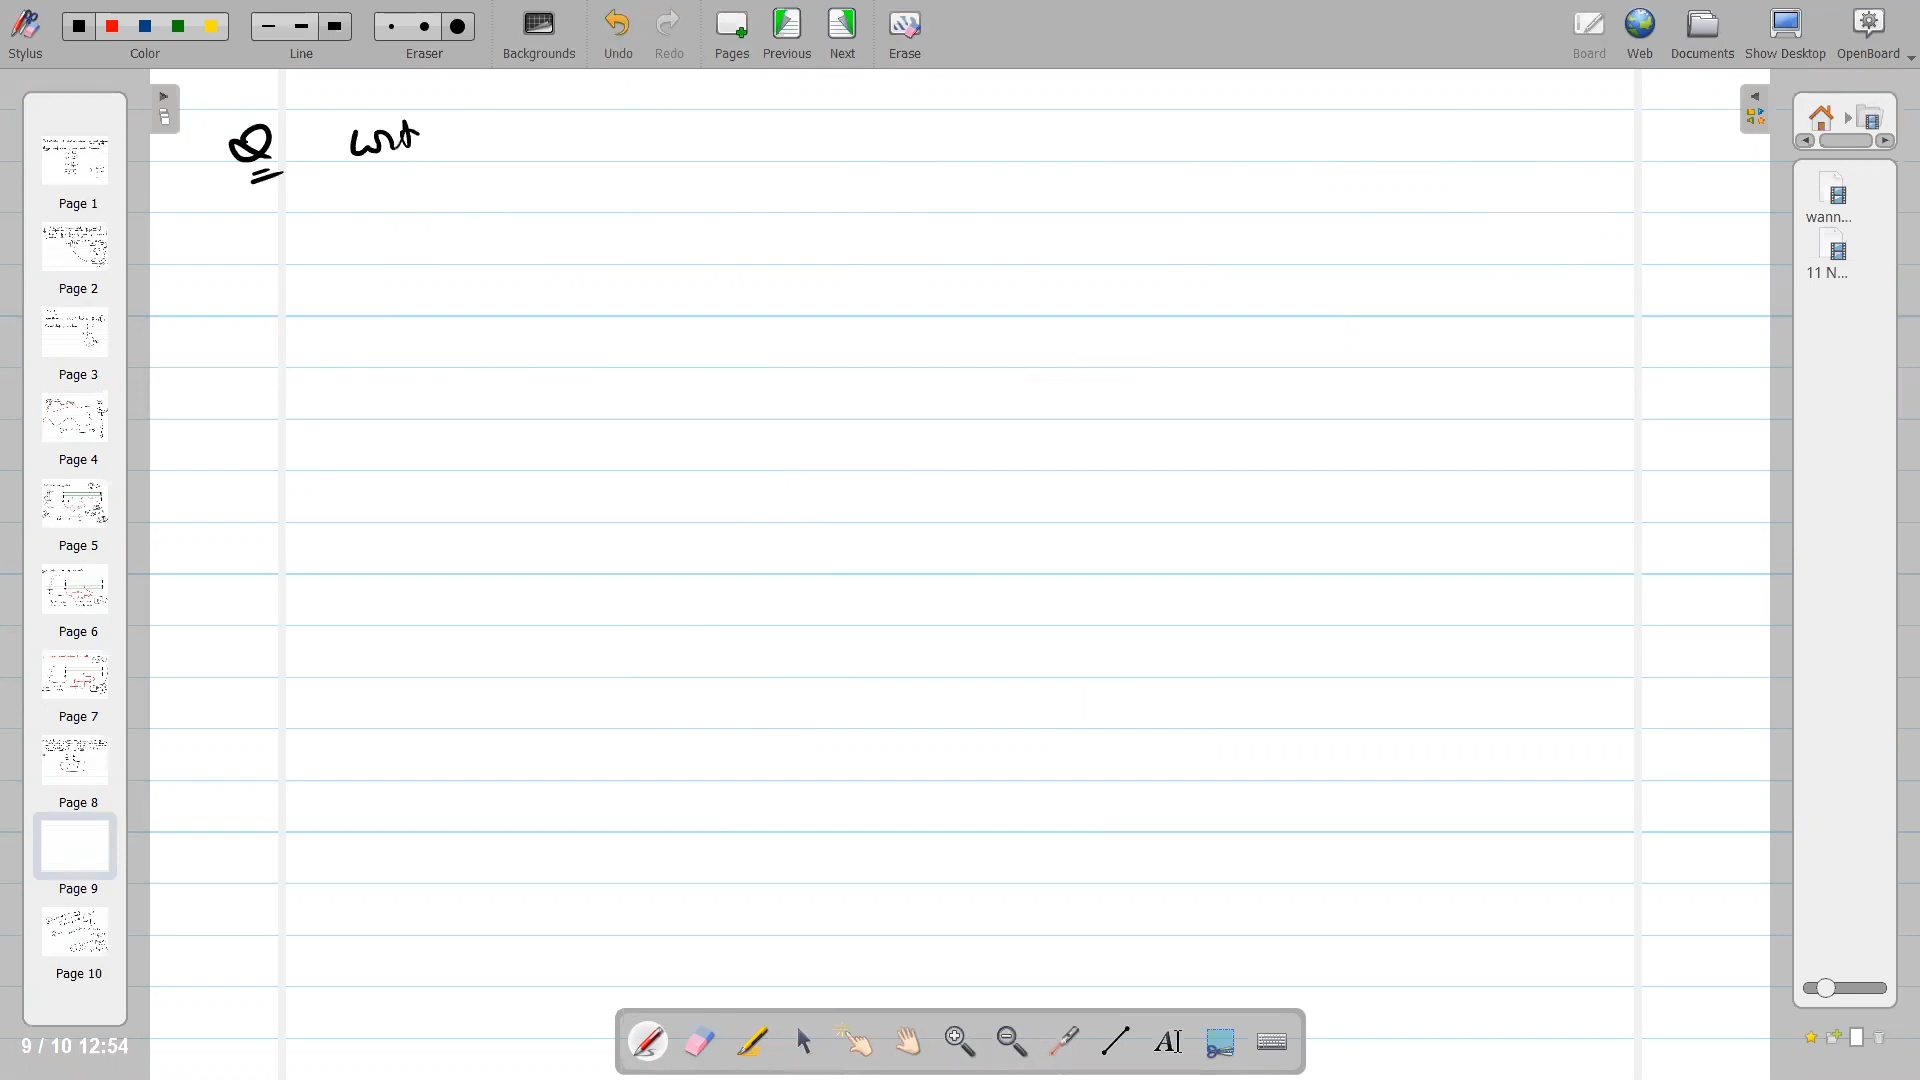 Stylus
Color
Line
Eraser
Backgrounds
Undo
Redo
Pages
Previous
Next
Erase
Board
Web
Documents
Show Desktop
OpenBoard
Q
Page 1
Page 2
Page 3
Page 4
Page 5
Page 6
Page 7
Page 8
Page 9
Page 10
9 / 10 12:54
wann...
11 N...